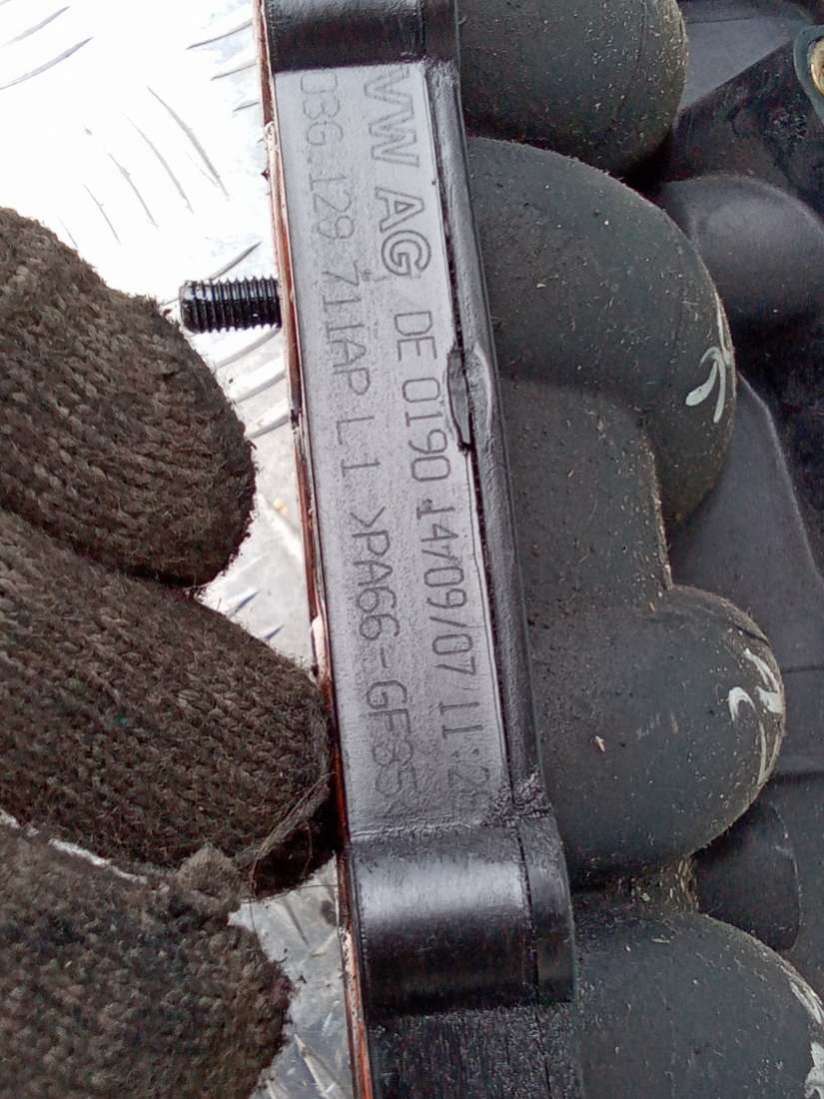 VW AG DE 0190 14/09/07 11:2
036.129.711AP L1 >PA66-GF35